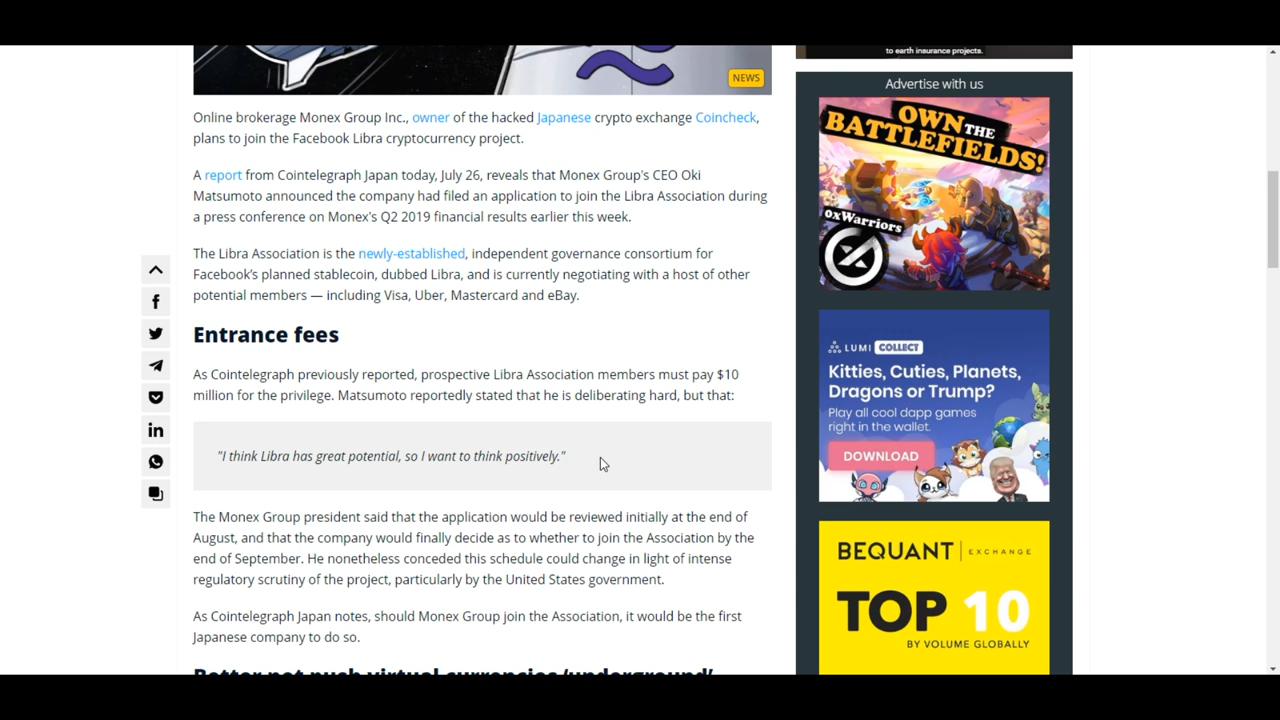 NEWS
Online brokerage Monex Group Inc., owner of the hacked Japanese crypto exchange Coincheck,
plans to join the Facebook Libra cryptocurrency project.
A report from Cointelegraph Japan today, July 26, reveals that Monex Group's CEO Oki
Matsumoto announced the company had filed an application to join the Libra Association during
a press conference on Monex's Q2 2019 financial results earlier this week.
The Libra Association is the newly-established, independent governance consortium for
Facebook's planned stablecoin, dubbed Libra, and is currently negotiating with a host of other
potential members — including Visa, Uber, Mastercard and eBay.
Entrance fees
As Cointelegraph previously reported, prospective Libra Association members must pay $10
million for the privilege. Matsumoto reportedly stated that he is deliberating hard, but that:
"I think Libra has great potential, so I want to think positively."
The Monex Group president said that the application would be reviewed initially at the end of
August, and that the company would finally decide as to whether to join the Association by the
end of September. He nonetheless conceded this schedule could change in light of intense
regulatory scrutiny of the project, particularly by the United States government.
As Cointelegraph Japan notes, should Monex Group join the Association, it would be the first
Japanese company to do so.
Better not push virtual currencies 'underground'
to earth insurance projects.
Advertise with us
OWN THE
BATTLEFIELDS!
0xWarriors
LUMI COLLECT
Kitties, Cuties, Planets,
Dragons or Trump?
Play all cool dapp games
right in the wallet.
DOWNLOAD
BEQUANT | EXCHANGE
TOP 10
BY VOLUME GLOBALLY